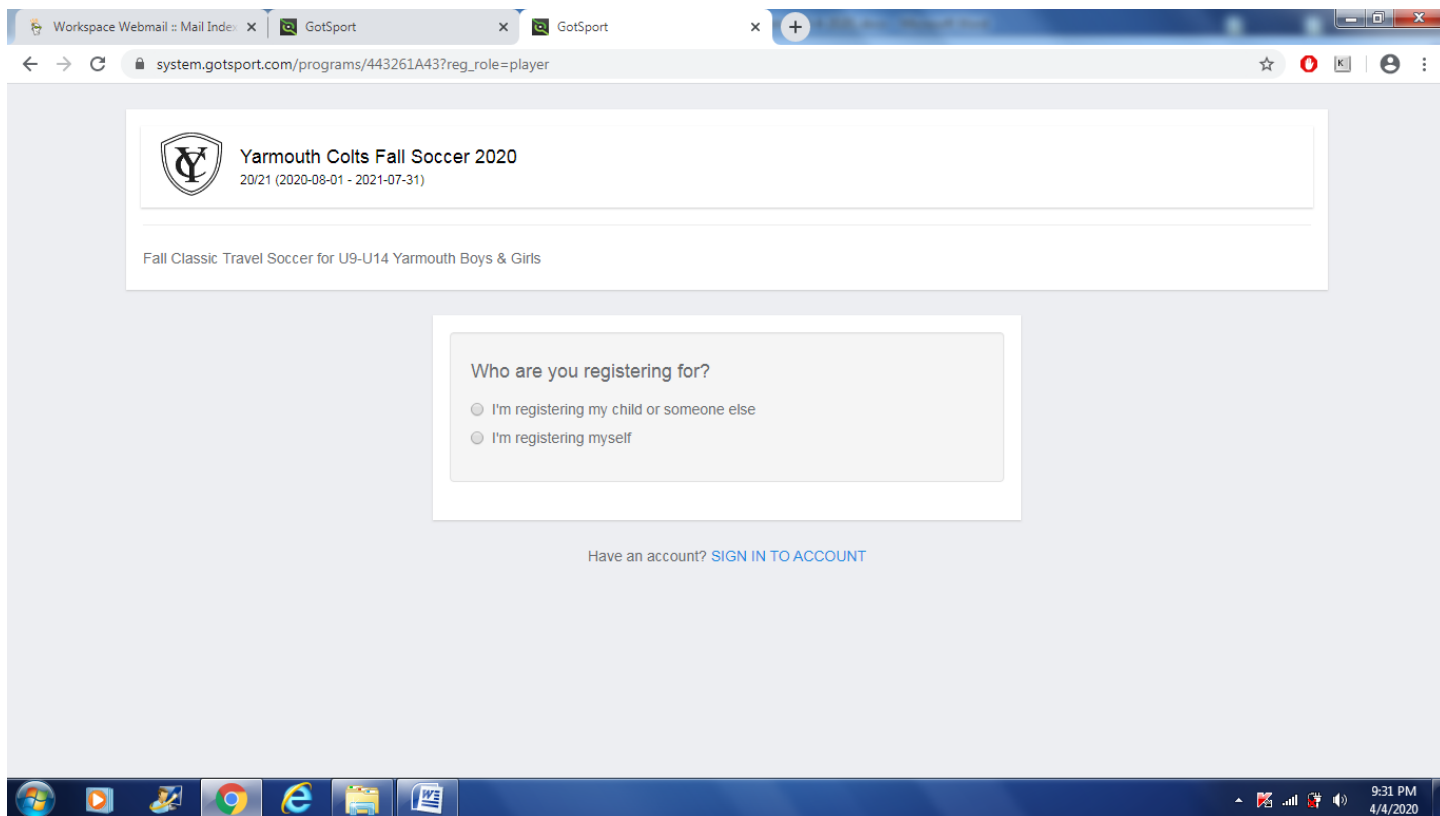 Workspace Webmail :: Mail Index
GotSport
GotSport
system.gotsport.com/programs/443261A43?reg_role=player
K
YC
Yarmouth Colts Fall Soccer 2020
20/21 (2020-08-01 - 2021-07-31)
Fall Classic Travel Soccer for U9-U14 Yarmouth Boys & Girls
Who are you registering for?
I'm registering my child or someone else
I'm registering myself
Have an account? SIGN IN TO ACCOUNT
9:31 PM
4/4/2020